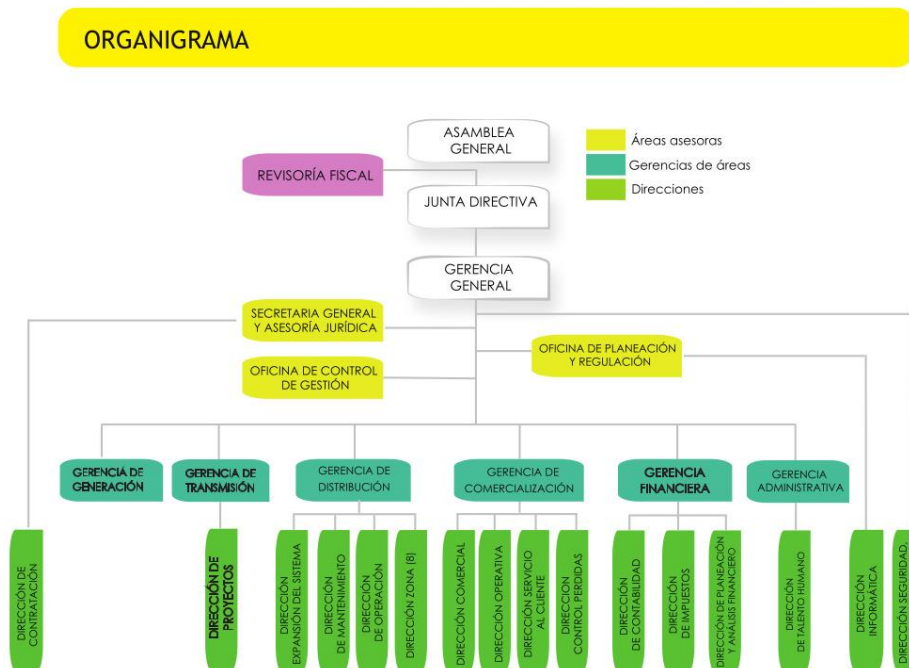 ORGANIGRAMA
ASAMBLEA
GENERAL
Áreas asesoras
Gerencias de áreas
Direcciones
REVISORÍA FISCAL
JUNTA DIRECTIVA
GERENCIA
GENERAL
SECRETARIA GENERAL
Y ASESORÍA JURÍDICA
OFICINA DE PLANEACIÓN
Y REGULACIÓN
OFICINA DE CONTROL
DE GESTIÓN
GERENCIA DE
GENERACIÓN
GERENCIA DE
TRANSMISIÓN
GERENCIA DE
DISTRIBUCIÓN
GERENCIA DE
COMERCIALIZACIÓN
GERENCIA
FINANCIERA
GERENCIA
ADMINISTRATIVA
DIRECCIÓN DE
CONTRATACIÓN
DIRECCIÓN DE
PROYECTOS
DIRECCIÓN
EXPANSIÓN DEL SISTEMA
DIRECCIÓN
DE MANTENIMIENTO
DIRECCIÓN
DE OPERACIÓN
DIRECCIÓN ZONA (8)
DIRECCIÓN COMERCIAL
DIRECCIÓN OPERATIVA
DIRECCIÓN SERVICIO
AL CLIENTE
DIRECCION
CONTROL PERDIDAS
DIRECCIÓN
DE CONTABILIDAD
DIRECCIÓN
DE IMPUESTOS
DIRECCIÓN DE PLANEACIÓN
Y ANÁLISIS FINANCIERO
DIRECCIÓN
DE TALENTO HUMANO
DIRECCIÓN
INFORMÁTICA
DIRECCIÓN SEGURIDAD,